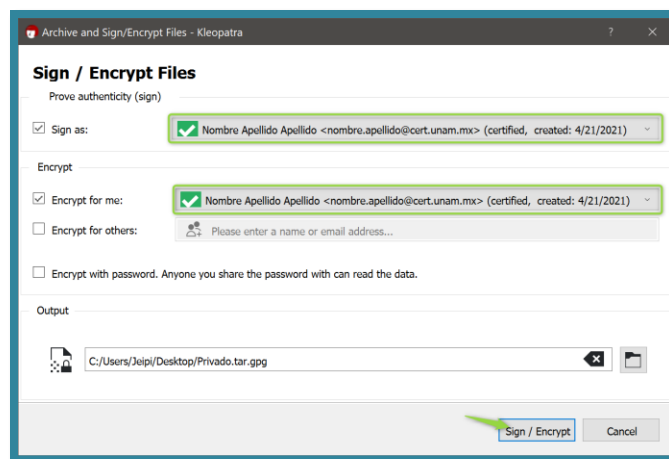 Archive and Sign/Encrypt Files - Kleopatra ? ×
Sign / Encrypt Files
Prove authenticity (sign)
Sign as: Nombre Apellido Apellido <nombre.apellido@cert.unam.mx> (certified, created: 4/21/2021)
Encrypt
Encrypt for me: Nombre Apellido Apellido <nombre.apellido@cert.unam.mx> (certified, created: 4/21/2021)
Encrypt for others: Please enter a name or email address...
Encrypt with password. Anyone you share the password with can read the data.
Output
C:/Users/Jeipi/Desktop/Privado.tar.gpg
Sign / Encrypt Cancel